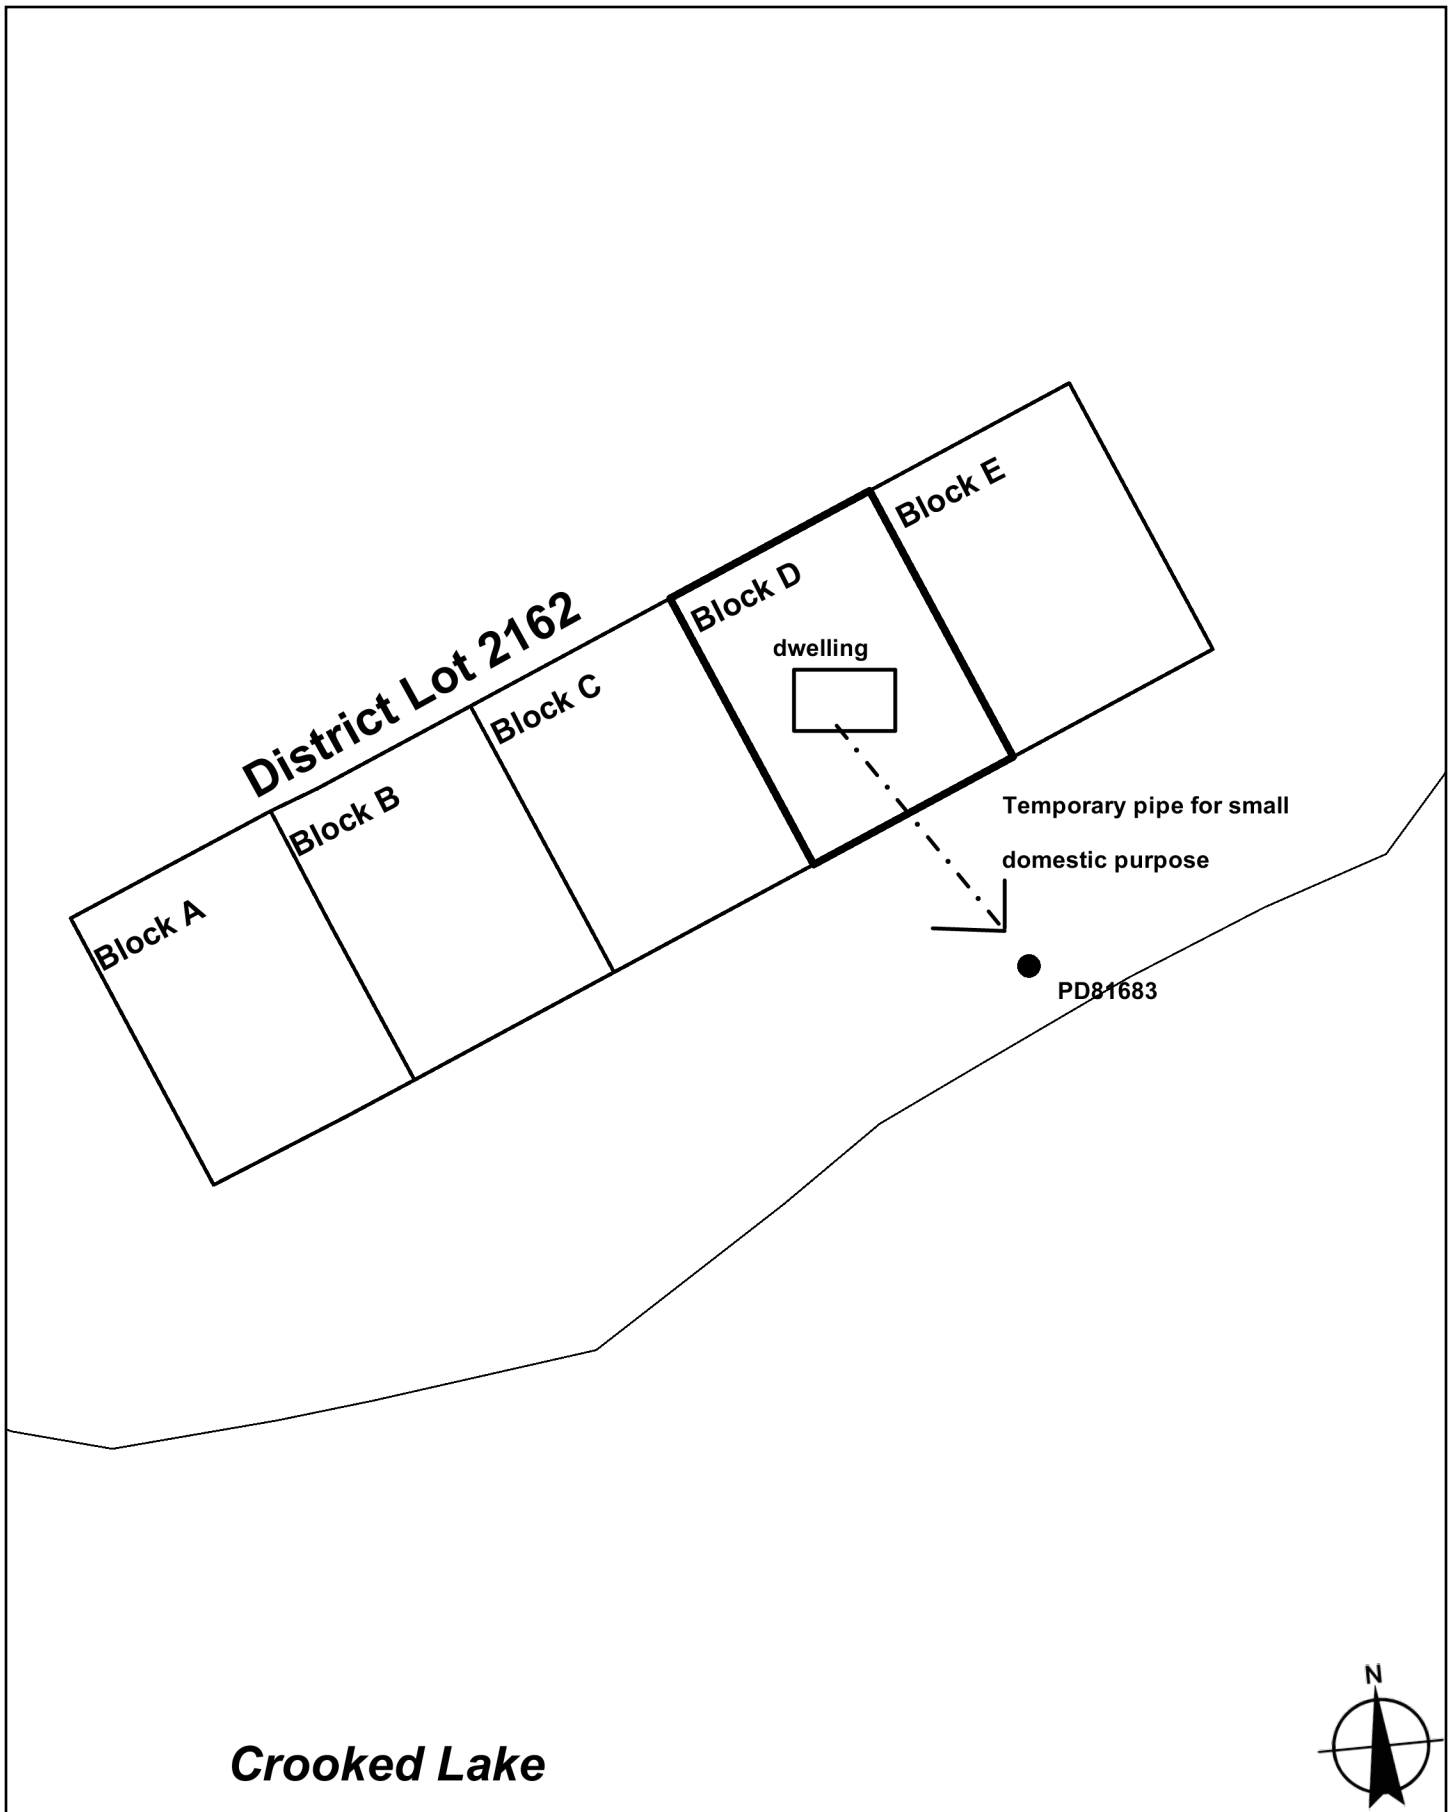 Block E
Block D
District Lot 2162
dwelling
Block C
Block B
Temporary pipe for small
domestic purpose
Block A
PD81683
N
Crooked Lake